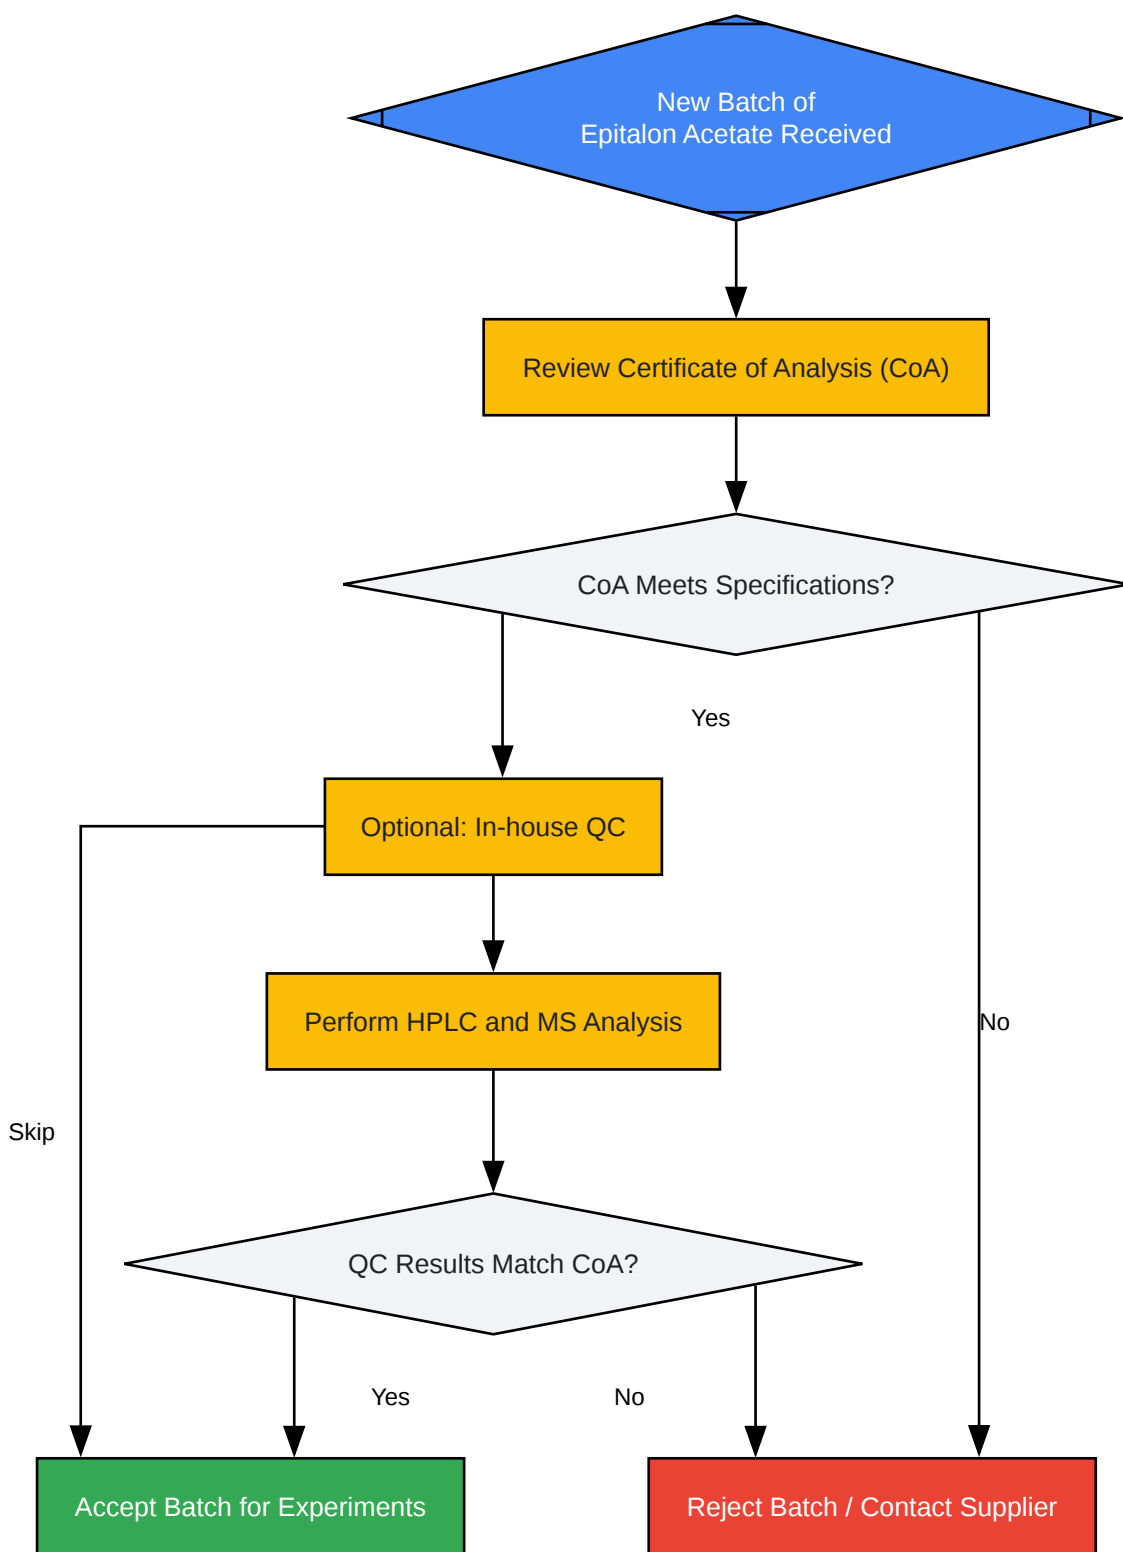 New Batch of
Epitalon Acetate Received
Review Certificate of Analysis (CoA)
CoA Meets Specifications?
Yes
Optional: In-house QC
Perform HPLC and MS Analysis
No
Skip
QC Results Match CoA?
Yes
No
Accept Batch for Experiments
Reject Batch / Contact Supplier